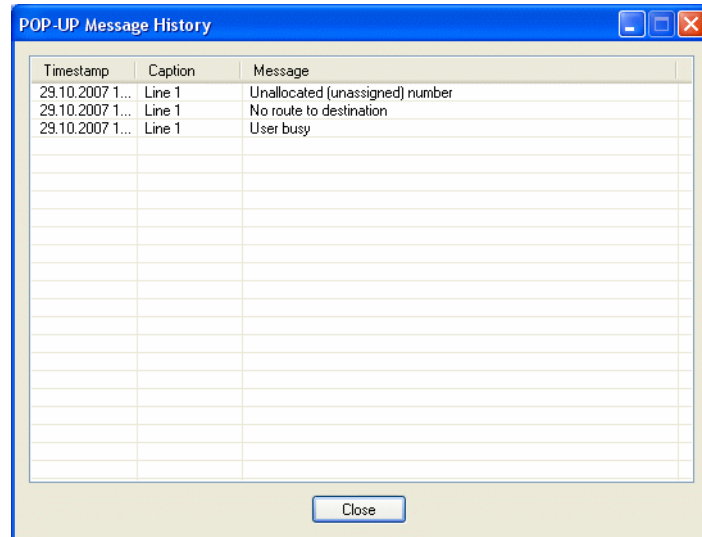 POP-UP Message History
Timestamp Caption Message
29.10.2007 1... Line 1 Unallocated (unassigned) number
29.10.2007 1... Line 1 No route to destination
29.10.2007 1... Line 1 User busy
Close